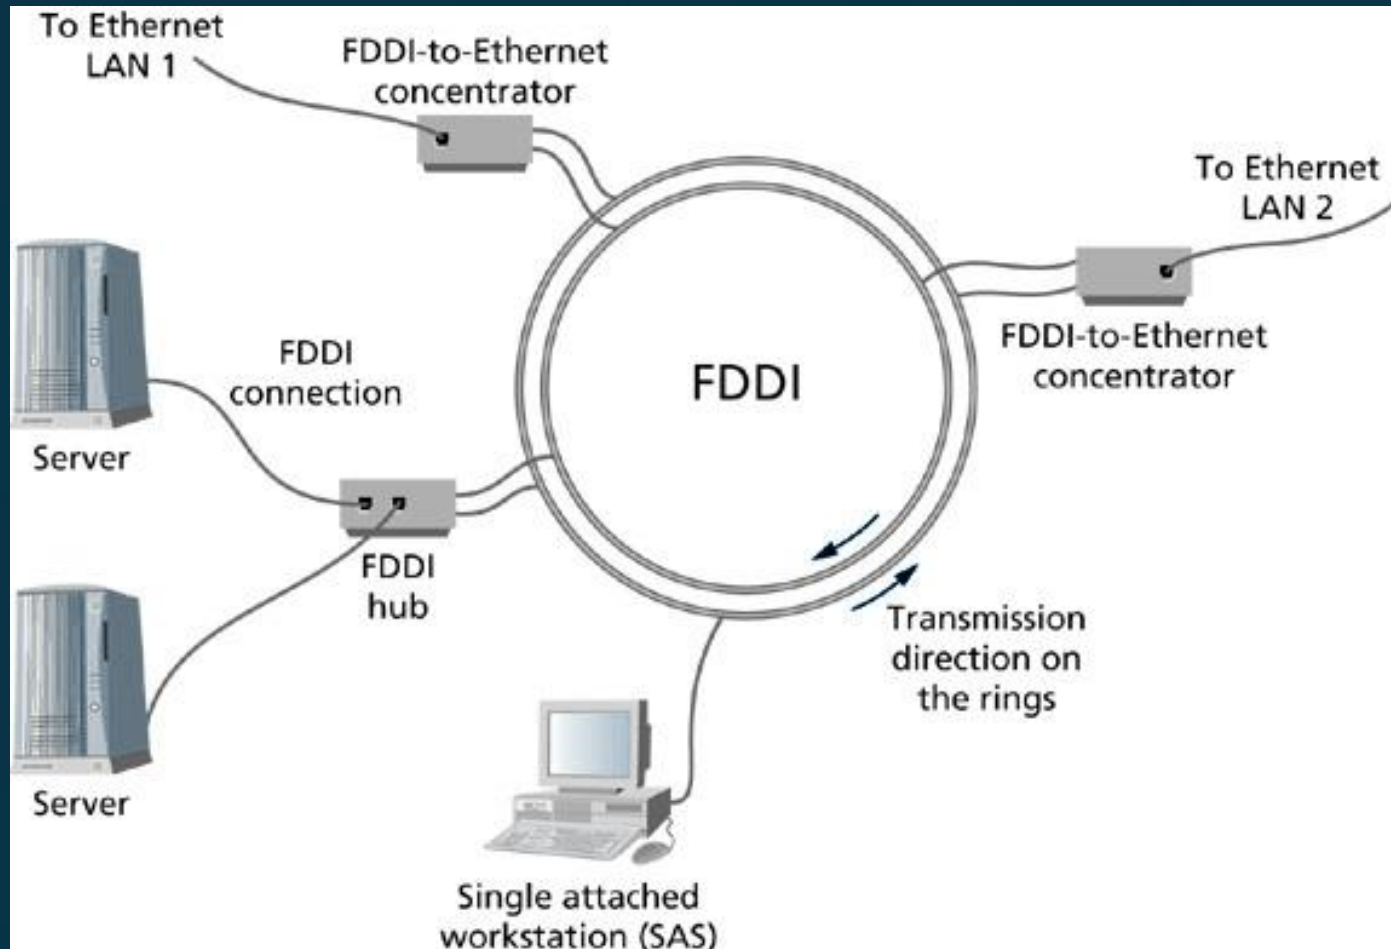 To Ethernet
LAN 1
FDDI-to-Ethernet
concentrator
To Ethernet
LAN 2
FDDI-to-Ethernet
concentrator
FDDI
FDDI
connection
Server
FDDI
hub
Server
Transmission
direction on
the rings
Single attached
workstation (SAS)